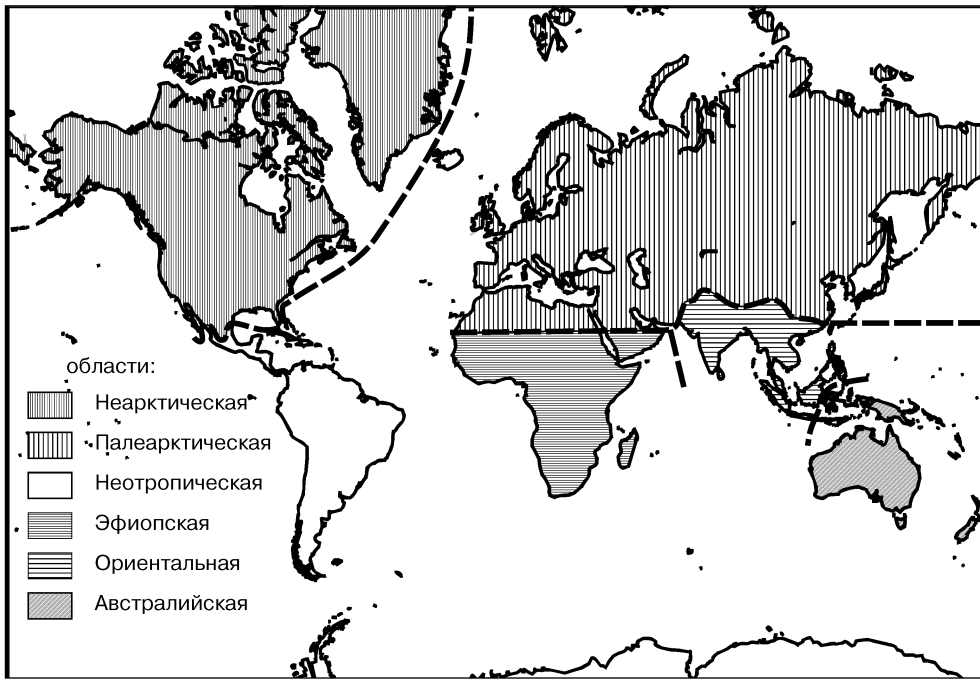 области:
Неарктическая
Палеарктическая
Неотропическая
Эфиопская
Ориентальная
Австралийская